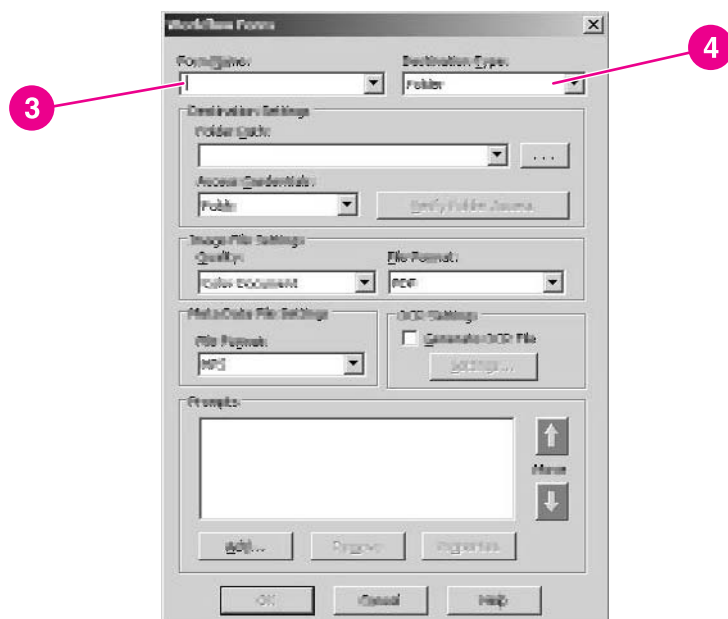 Workflow Form
Form Name:
Destination Type:
4
Folder
3
Destination Settings
Folder Path:
...
Access Credentials:
Public
Verify Folder Access
Image File Settings
Quality:
File Format:
Color Document
PDF
MetaData File Settings
OCR Settings
File Format:
Generate OCR File
HPS
Settings...
Prompts
Move
Add...
Remove
Properties
OK
Cancel
Help